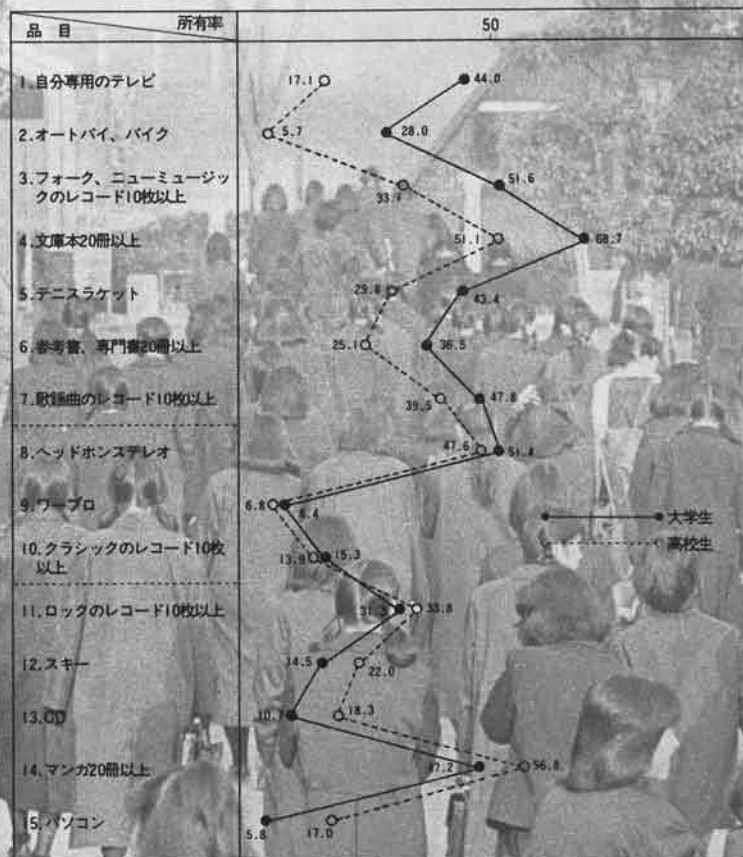 品目
所有率
50
1.自分専用のテレビ
17.1
44.0
2.オートバイ、バイク
5.7
28.0
3.フォーク、ニューミュージッ
クのレコード10枚以上
33.1
51.6
4.文庫本20冊以上
51.1
68.7
5.テニスラケット
29.8
43.4
6.参考書、専門書20冊以上
25.1
36.5
7.歌謡曲のレコード10枚以上
39.5
47.8
8.ヘッドホンステレオ
47.6
51.4
9.ワープロ
6.8
8.4
大学生
10.クラシックのレコード10枚
以上
13.9
15.3
高校生
11.ロックのレコード10枚以上
31.3
33.8
12.スキー
14.5
22.0
13.CD
10.7
18.3
14.マンガ20冊以上
47.2
56.8
15.パソコン
5.8
17.0